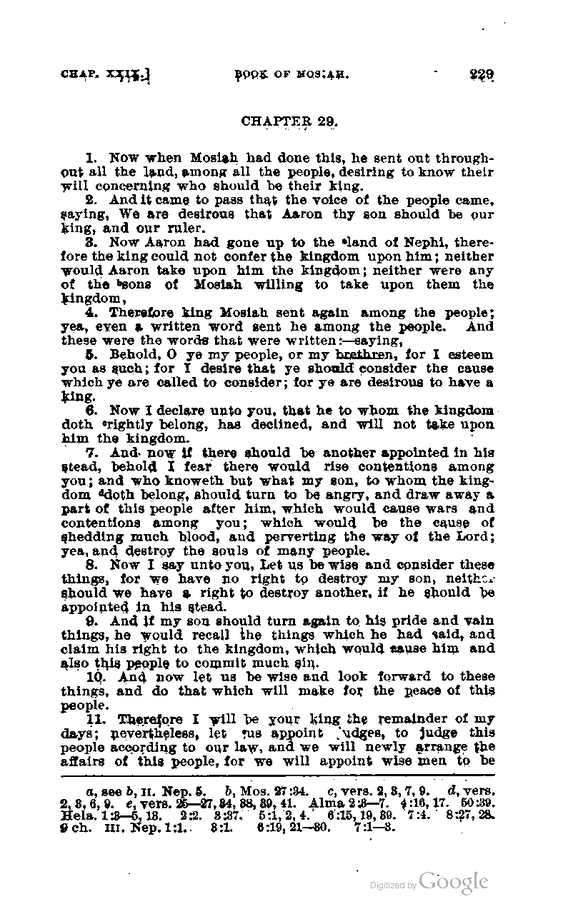 CHAP. XXIX.] BOOK OF MOSIAH. 229
CHAPTER 29.
1. Now when Mosiah had done this, he sent out through-
out all the land, among all the people, desiring to know their
will concerning who should be their king.
2. And it came to pass that the voice of the people came,
saying, We are desirous that Aaron thy son should be our
king, and our ruler.
3. Now Aaron had gone up to the ᵃland of Nephi, there-
fore the king could not confer the kingdom upon him; neither
would Aaron take upon him the kingdom; neither were any
of the ᵇsons of Mosiah willing to take upon them the
kingdom,
4. Therefore king Mosiah sent again among the people;
yea, even a written word sent he among the people. And
these were the words that were written:—saying,
5. Behold, O ye my people, or my brethren, for I esteem
you as such; for I desire that ye should consider the cause
which ye are called to consider; for ye are desirous to have a
king.
6. Now I declare unto you, that he to whom the kingdom
doth ᶜrightly belong, has declined, and will not take upon
him the kingdom.
7. And now if there should be another appointed in his
stead, behold I fear there would rise contentions among
you; and who knoweth but what my son, to whom the king-
dom ᵈdoth belong, should turn to be angry, and draw away a
part of this people after him, which would cause wars and
contentions among you; which would be the cause of
shedding much blood, and perverting the way of the Lord;
yea, and destroy the souls of many people.
8. Now I say unto you, Let us be wise and consider these
things, for we have no right to destroy my son, neither
should we have a right to destroy another, if he should be
appointed in his stead.
9. And if my son should turn again to his pride and vain
things, he would recall the things which he had said, and
claim his right to the kingdom, which would cause him and
also this people to commit much sin.
10. And now let us be wise and look forward to these
things, and do that which will make for the peace of this
people.
11. Therefore I will be your king the remainder of my
days; nevertheless, let ᵉus appoint judges, to judge this
people according to our law, and we will newly arrange the
affairs of this people, for we will appoint wise men to be
a, see b, II. Nep. 5. b, Mos. 27:34. c, vers. 2, 3, 7, 9. d, vers.
2, 3, 6, 9. e, vers. 25—27, 34, 38, 39, 41. Alma 2:3—7. 4:16, 17. 50:39.
Hela. 1:3—5, 13. 2:2. 3:37. 5:1, 2, 4. 6:15, 19, 39. 7:4. 8:27, 28.
9 ch. III. Nep. 1:1. 3:1. 6:19, 21—30. 7:1—3.
Digitized by Google